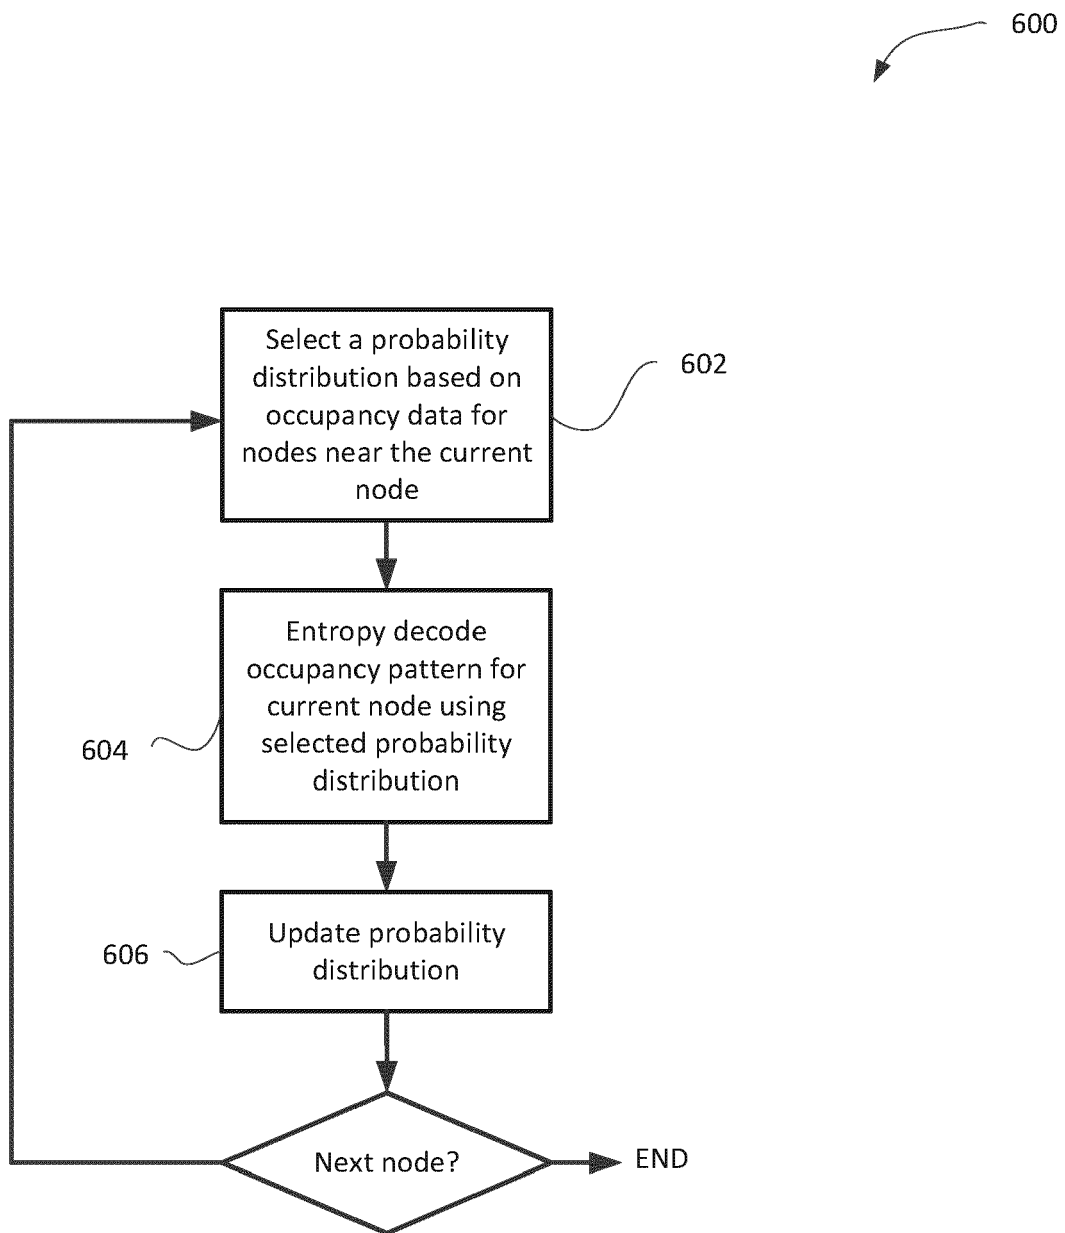 600
Select a probability
distribution based on
occupancy data for
nodes near the current
node
602
Entropy decode
occupancy pattern for
current node using
selected probability
distribution
604
Update probability
distribution
606
Next node?
END